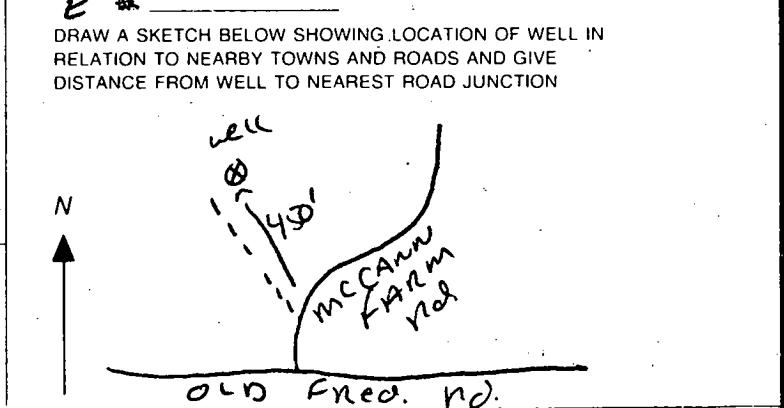 DRAW A SKETCH BELOW SHOWING LOCATION OF WELL IN
RELATION TO NEARBY TOWNS AND ROADS AND GIVE
DISTANCE FROM WELL TO NEAREST ROAD JUNCTION
well
N
450'
MCCANN
FARM
Rd
OLD FRED. Rd.